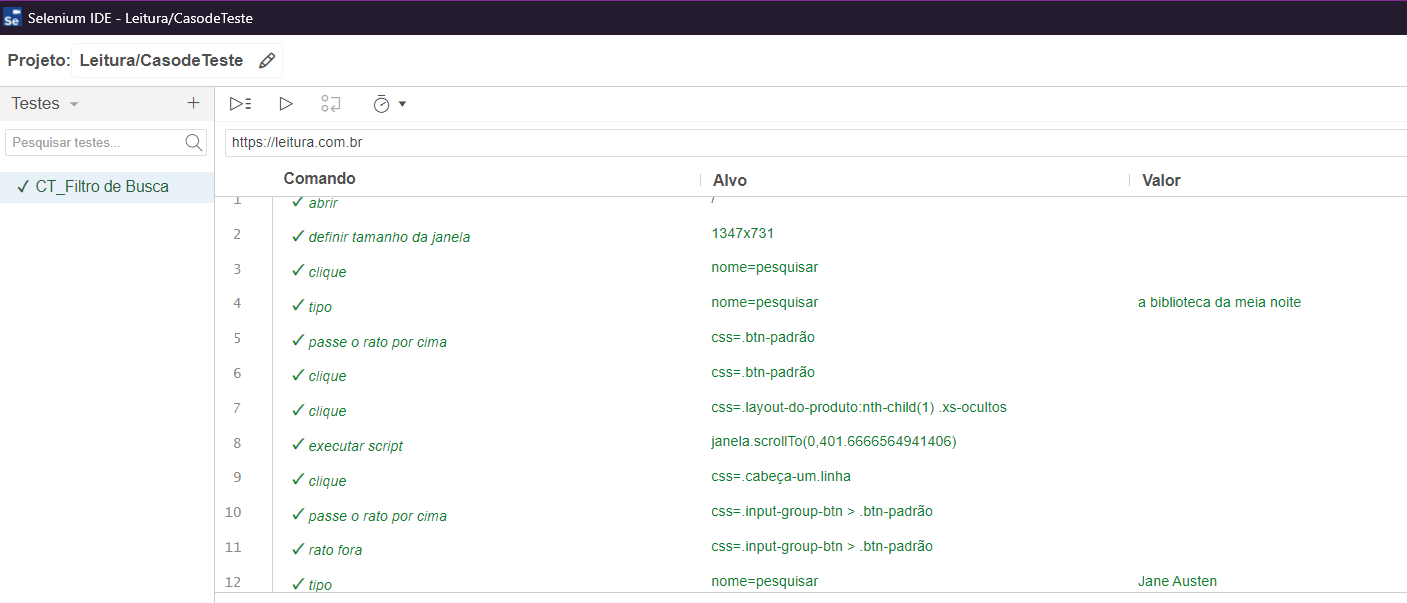 Se Selenium IDE - Leitura/CasodeTeste
Projeto: Leitura/CasodeTeste
Testes
Pesquisar testes...
https://leitura.com.br
✓ CT_Filtro de Busca
Comando Alvo Valor
1 ✓ abrir /
2 ✓ definir tamanho da janela 1347x731
3 ✓ clique nome=pesquisar
4 ✓ tipo nome=pesquisar a biblioteca da meia noite
5 ✓ passe o rato por cima css=.btn-padrão
6 ✓ clique css=.btn-padrão
7 ✓ clique css=.layout-do-produto:nth-child(1) .xs-ocultos
8 ✓ executar script janela.scrollTo(0,401.6666564941406)
9 ✓ clique css=.cabeça-um.linha
10 ✓ passe o rato por cima css=.input-group-btn > .btn-padrão
11 ✓ rato fora css=.input-group-btn > .btn-padrão
12 ✓ tipo nome=pesquisar Jane Austen